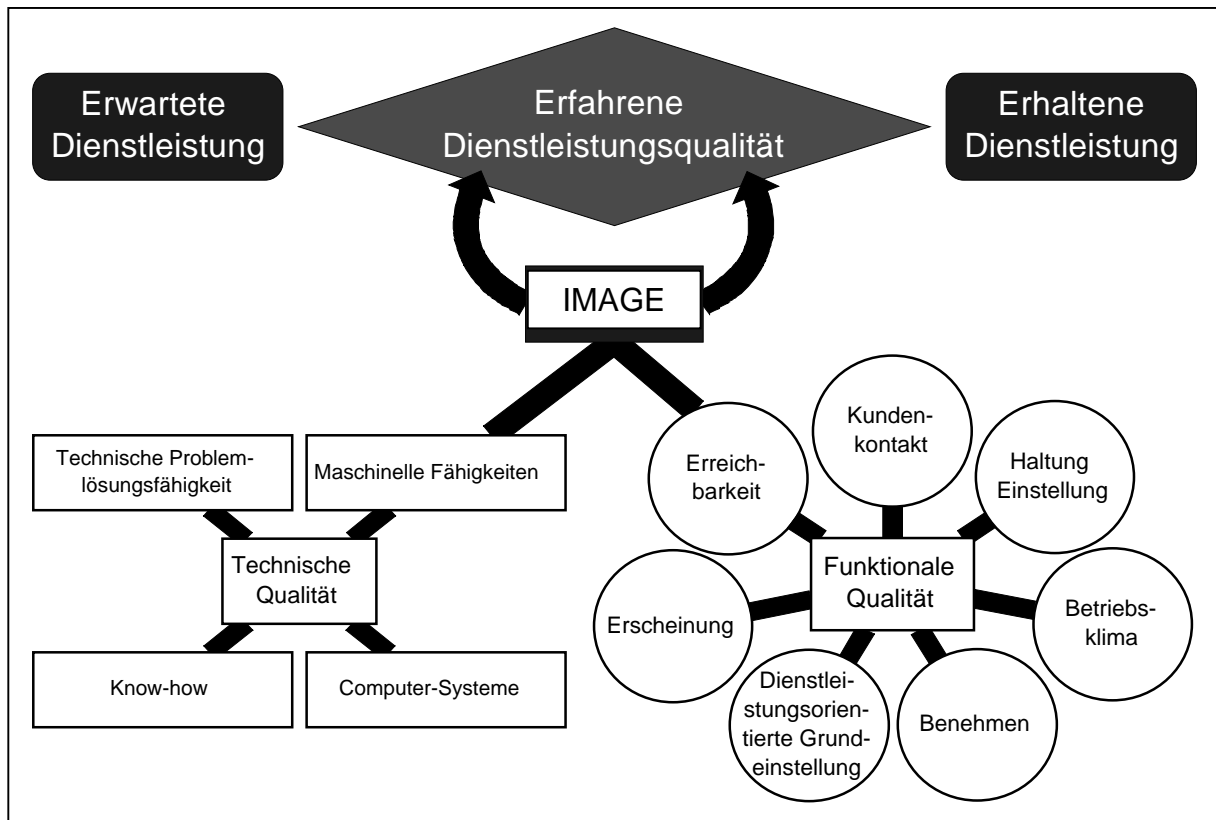 Erwartete
Dienstleistung
Erfahrene
Dienstleistungsqualität
Erhaltene
Dienstleistung
IMAGE
Technische Problem-
lösungsfähigkeit
Maschinelle Fähigkeiten
Technische
Qualität
Know-how
Computer-Systeme
Erreich-
barkeit
Kunden-
kontakt
Haltung
Einstellung
Funktionale
Qualität
Erscheinung
Betriebs-
klima
Dienstlei-
stungsorien-
tierte Grund-
einstellung
Benehmen